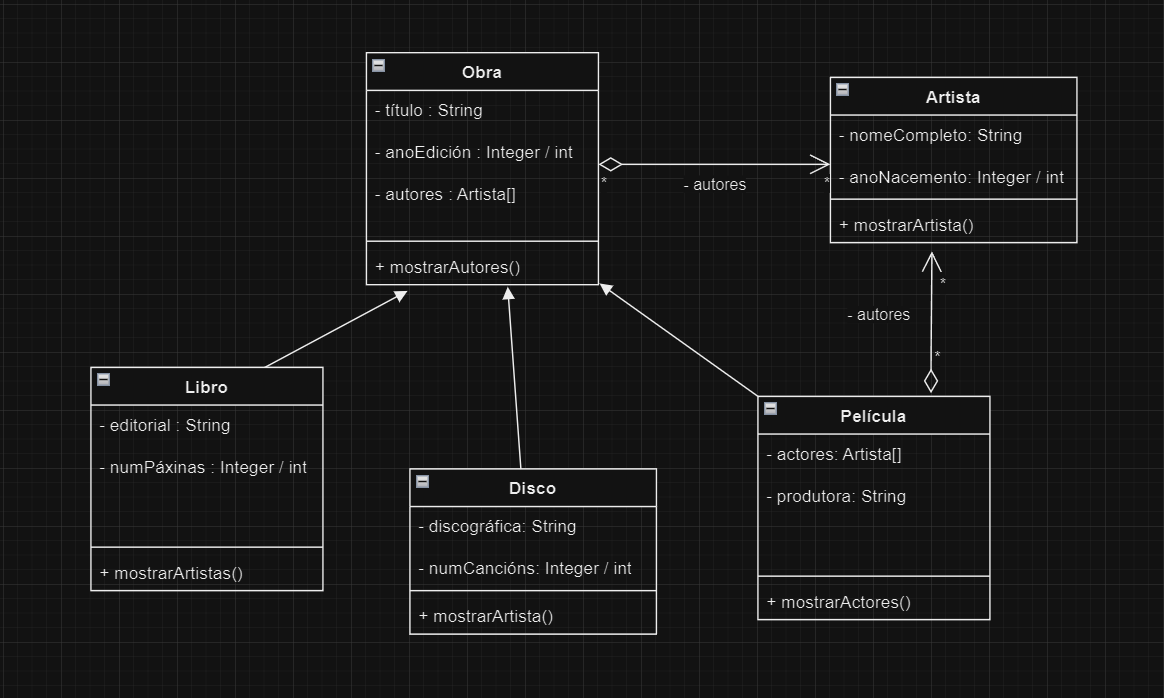 Obra
- título : String
- anoEdición : Integer / int
- autores : Artista[]
+ mostrarAutores()
*
- autores
*
Artista
- nomeCompleto: String
- anoNacemento: Integer / int
+ mostrarArtista()
*
- autores
*
Libro
- editorial : String
- numPáxinas : Integer / int
+ mostrarArtistas()
Disco
- discográfica: String
- numCancións: Integer / int
+ mostrarArtista()
Película
- actores: Artista[]
- produtora: String
+ mostrarActores()